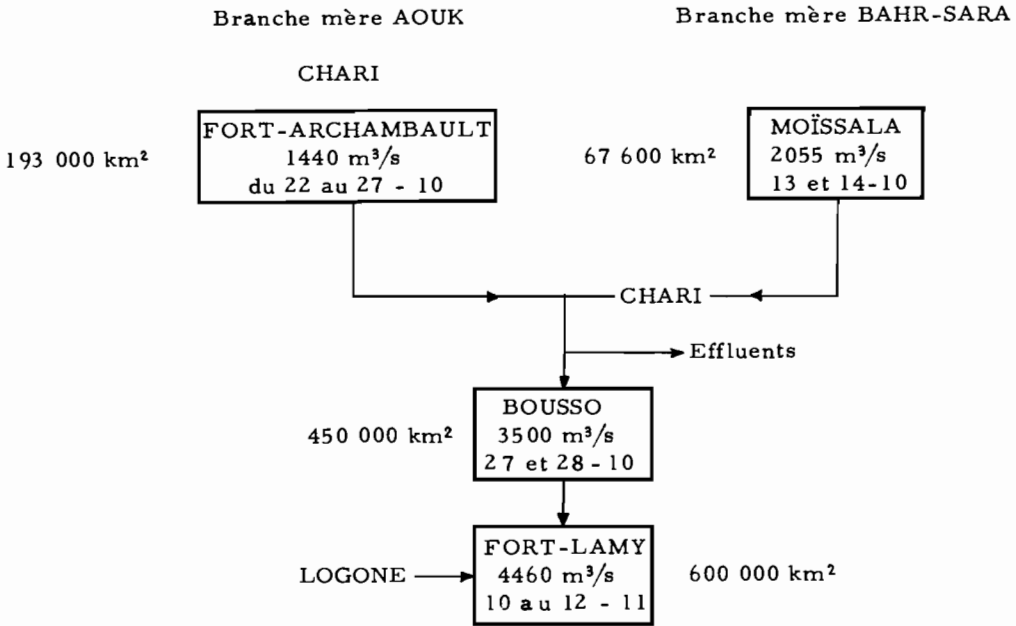 Branche mère AOUK
Branche mère BAHR-SARA
CHARI
193 000 km²
FORT-ARCHAMBAULT
1440 m³/s
du 22 au 27 - 10
67 600 km²
MOÏSSALA
2055 m³/s
13 et 14-10
CHARI
Effluents
450 000 km²
BOUSSO
3500 m³/s
27 et 28 - 10
LOGONE
FORT-LAMY
4460 m³/s
10 au 12 - 11
600 000 km²